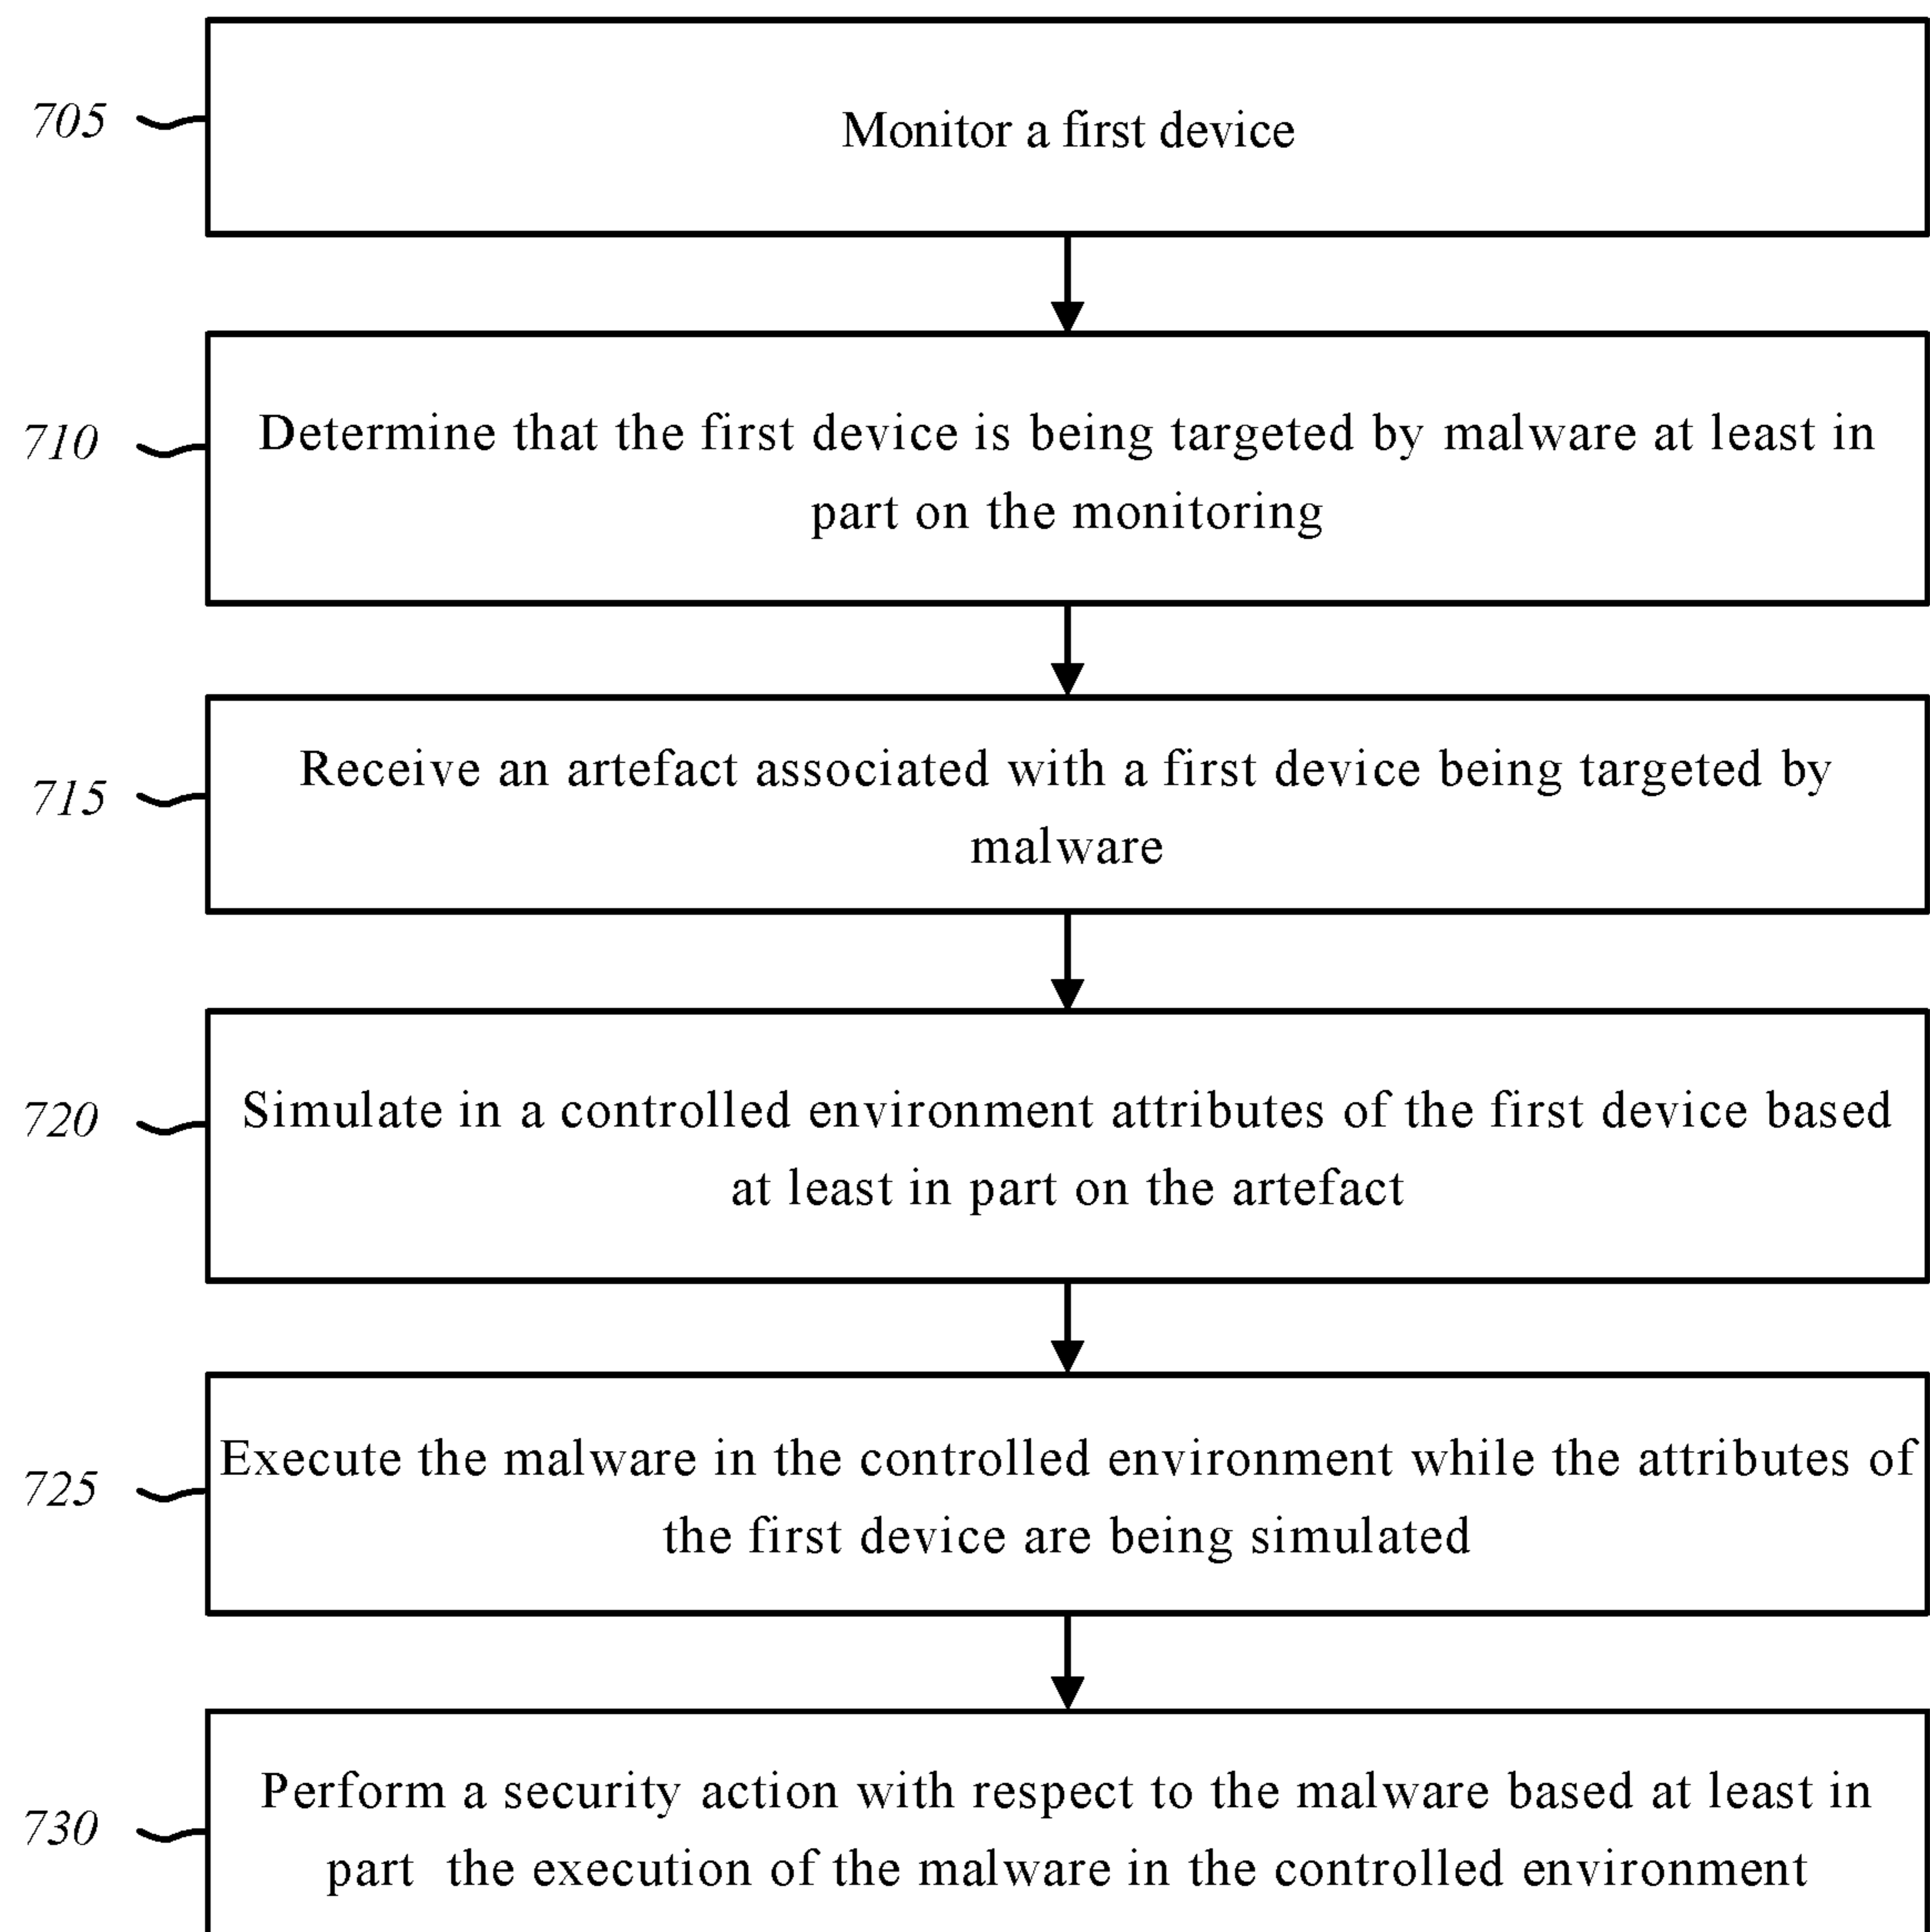 705
Monitor a first device
710
Determine that the first device is being targeted by malware at least in
part on the monitoring
715
Receive an artefact associated with a first device being targeted by
malware
720
Simulate in a controlled environment attributes of the first device based
at least in part on the artefact
725
Execute the malware in the controlled environment while the attributes of
the first device are being simulated
730
Perform a security action with respect to the malware based at least in
part the execution of the malware in the controlled environment